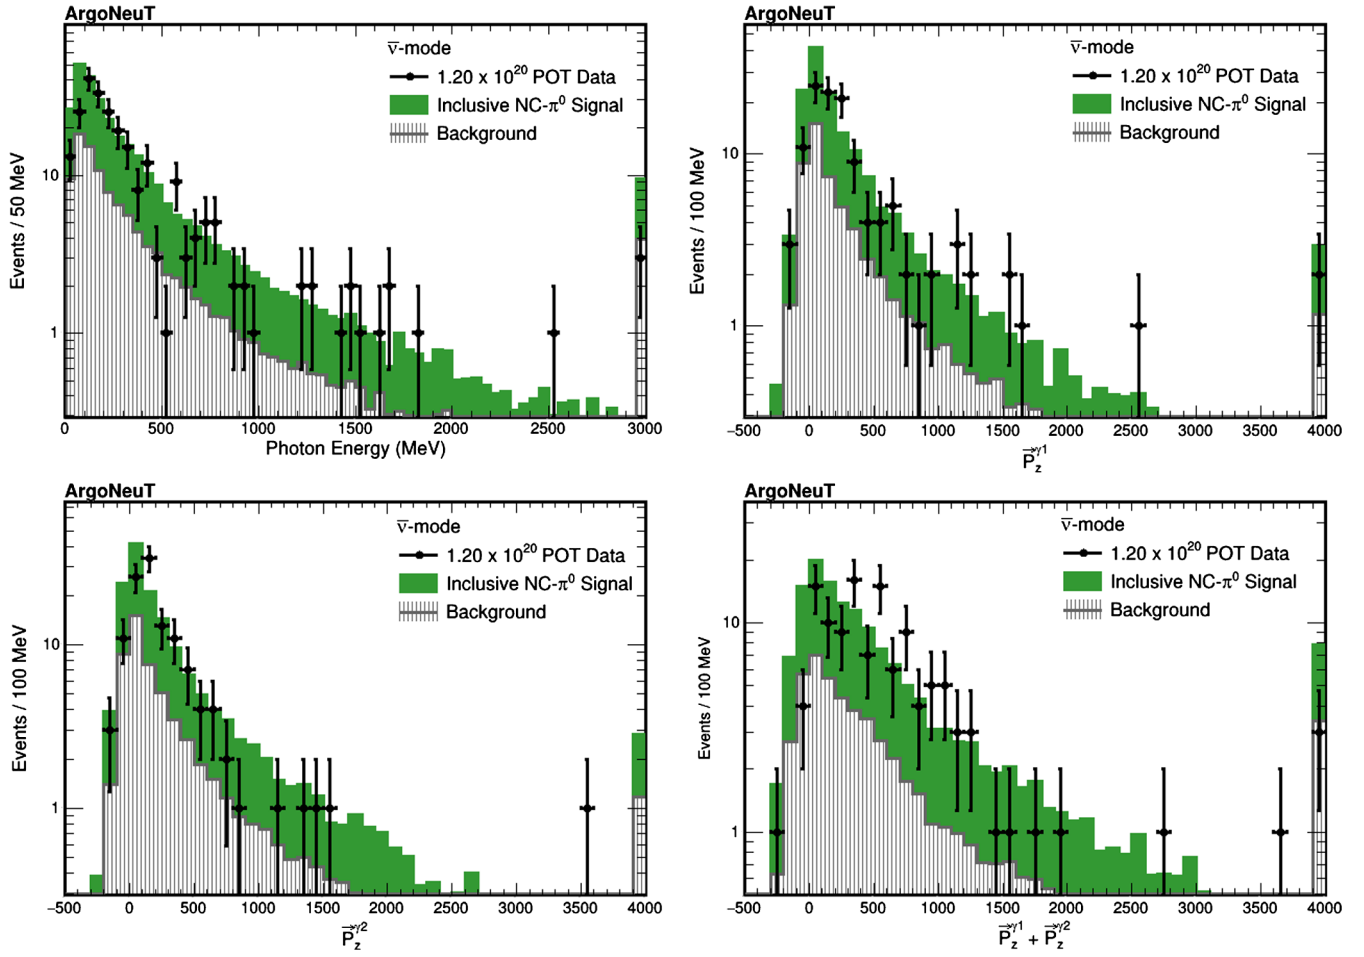 ArgoNeuT
ν̄-mode
1.20 x 10²⁰ POT Data
Inclusive NC-π⁰ Signal
Background
Events / 50 MeV
10
1
0 500 1000 1500 2000 2500 3000
Photon Energy (MeV)
ArgoNeuT
ν̄-mode
1.20 x 10²⁰ POT Data
Inclusive NC-π⁰ Signal
Background
Events / 100 MeV
10
1
−500 0 500 1000 1500 2000 2500 3000 3500 4000
P⃗_z^γ1
ArgoNeuT
ν̄-mode
1.20 x 10²⁰ POT Data
Inclusive NC-π⁰ Signal
Background
Events / 100 MeV
10
1
−500 0 500 1000 1500 2000 2500 3000 3500 4000
P⃗_z^γ2
ArgoNeuT
ν̄-mode
1.20 x 10²⁰ POT Data
Inclusive NC-π⁰ Signal
Background
Events / 100 MeV
10
1
−500 0 500 1000 1500 2000 2500 3000 3500 4000
P⃗_z^γ1 + P⃗_z^γ2